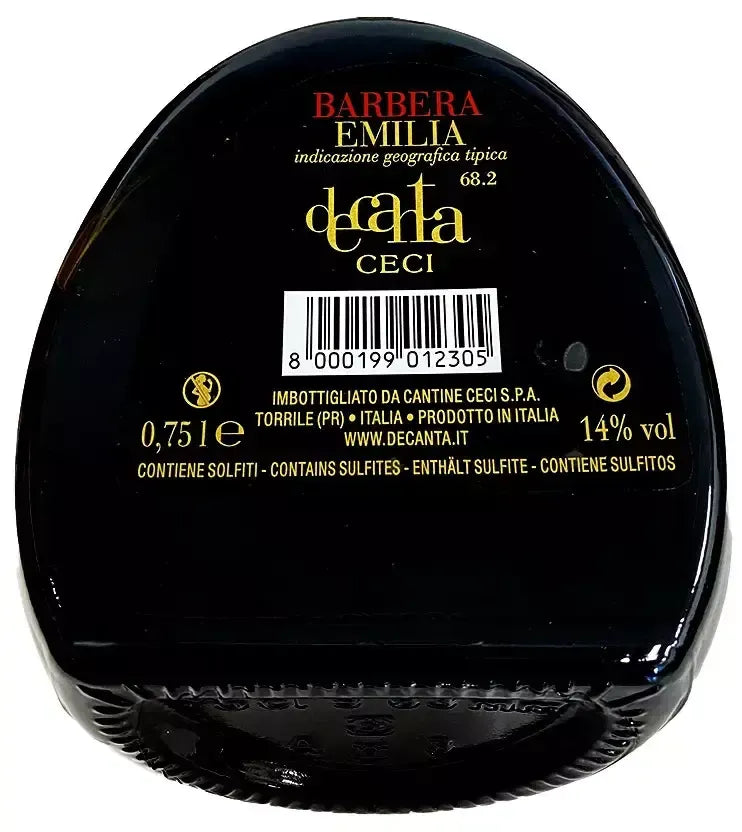 BARBERA
EMILIA
indicazione geografica tipica
68.2
decanta
CECI
8 000199 012305
IMBOTTIGLIATO DA CANTINE CECI S.P.A.
TORRILE (PR) • ITALIA • PRODOTTO IN ITALIA
WWW.DECANTA.IT
0,75 l e
14% vol
CONTIENE SOLFITI - CONTAINS SULFITES - ENTHÄLT SULFITE - CONTIENE SULFITOS